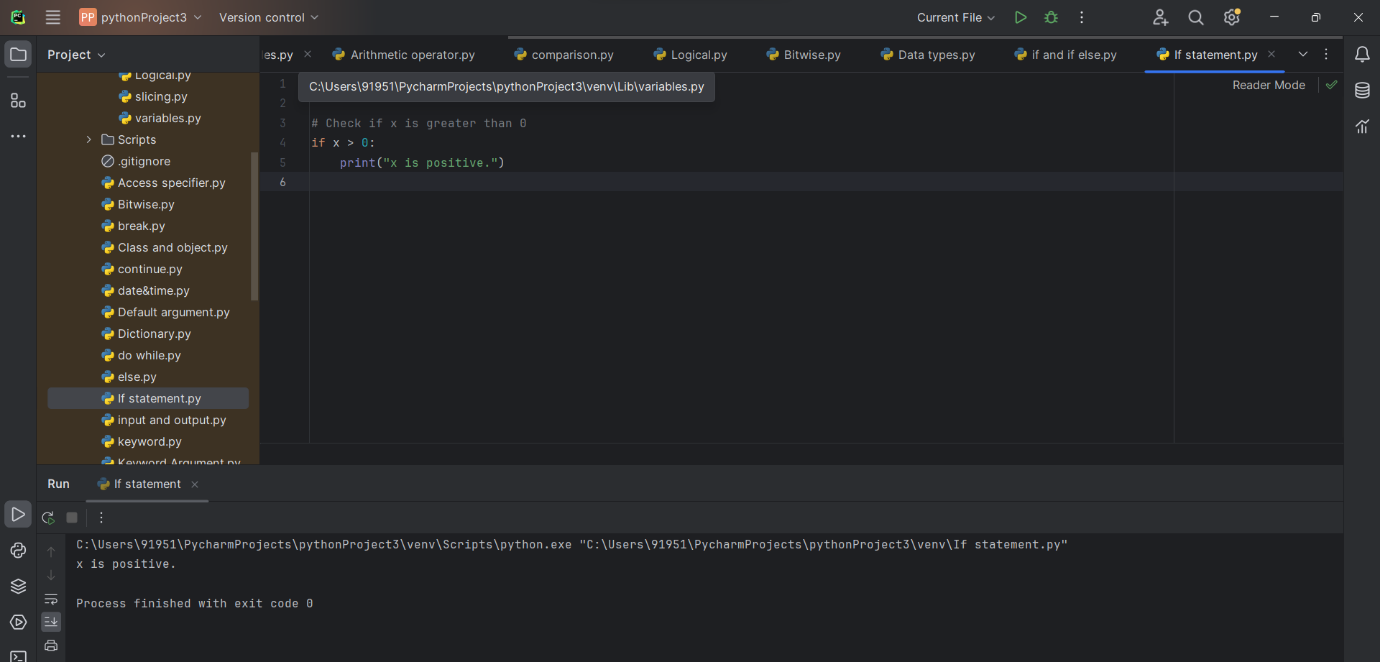 PC
PP pythonProject3 Version control Current File
Project
es.py Arithmetic operator.py comparison.py Logical.py Bitwise.py Data types.py if and if else.py If statement.py
C:\Users\91951\PycharmProjects\pythonProject3\venv\Lib\variables.py
Reader Mode
Logical.py
slicing.py
variables.py
Scripts
.gitignore
Access specifier.py
Bitwise.py
break.py
Class and object.py
continue.py
date&time.py
Default argument.py
Dictionary.py
do while.py
else.py
If statement.py
input and output.py
keyword.py
Keyword Argument.py
1
2
3 # Check if x is greater than 0
4 if x > 0:
5     print("x is positive.")
6
Run If statement
C:\Users\91951\PycharmProjects\pythonProject3\venv\Scripts\python.exe "C:\Users\91951\PycharmProjects\pythonProject3\venv\If statement.py"
x is positive.
Process finished with exit code 0